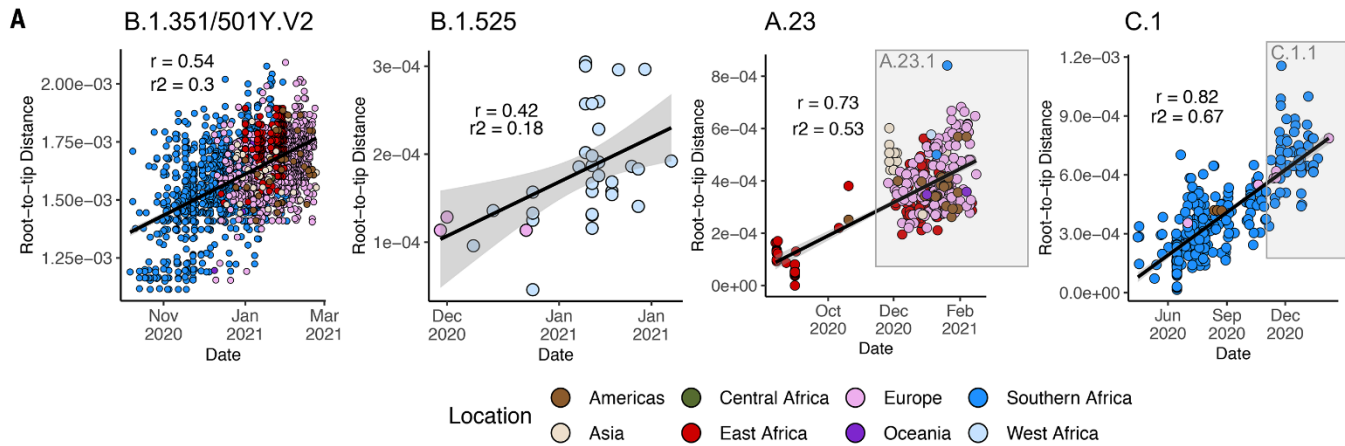 A
B.1.351/501Y.V2
r = 0.54
r2 = 0.3
2.00e−03
1.75e−03
1.50e−03
1.25e−03
Root-to-tip Distance
Nov
2020
Jan
2021
Mar
2021
Date
B.1.525
r = 0.42
r2 = 0.18
3e−04
2e−04
1e−04
Root-to-tip Distance
Dec
2020
Jan
2021
Jan
2021
Date
A.23
A.23.1
r = 0.73
r2 = 0.53
8e−04
6e−04
4e−04
2e−04
0e+00
Root-to-tip Distance
Oct
2020
Dec
2020
Feb
2021
Date
C.1
C.1.1
r = 0.82
r2 = 0.67
1.2e−03
9.0e−04
6.0e−04
3.0e−04
0.0e+00
Root-to-tip Distance
Jun
2020
Sep
2020
Dec
2020
Date
Location
Americas
Central Africa
Europe
Southern Africa
Asia
East Africa
Oceania
West Africa